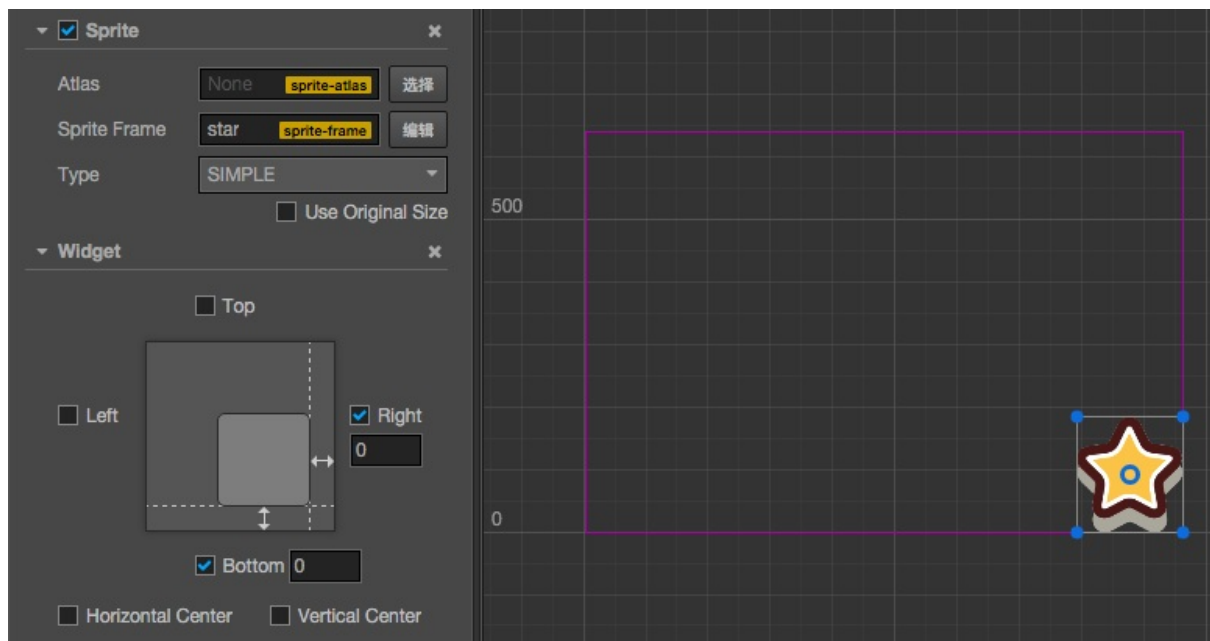 Sprite
Atlas None sprite-atlas 选择
Sprite Frame star sprite-frame 编辑
Type SIMPLE
Use Original Size
Widget
Top
Left
Right
0
Bottom 0
Horizontal Center Vertical Center
500
0